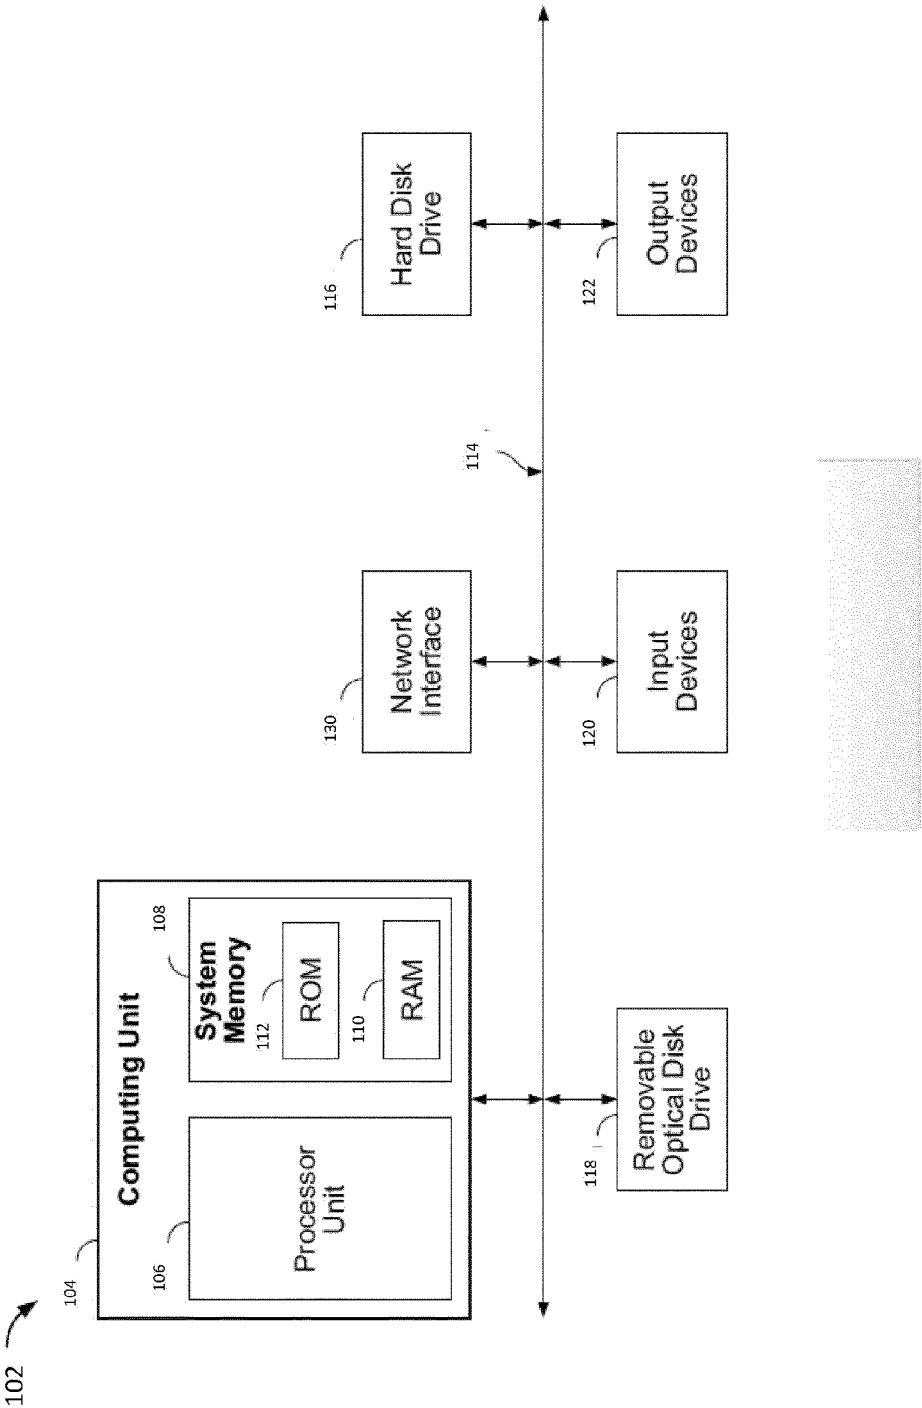 102
104
Computing Unit
106
Processor
Unit
108
System
Memory
112
ROM
110
RAM
130
Network
Interface
116
Hard Disk
Drive
114
118
Removable
Optical Disk
Drive
120
Input
Devices
122
Output
Devices